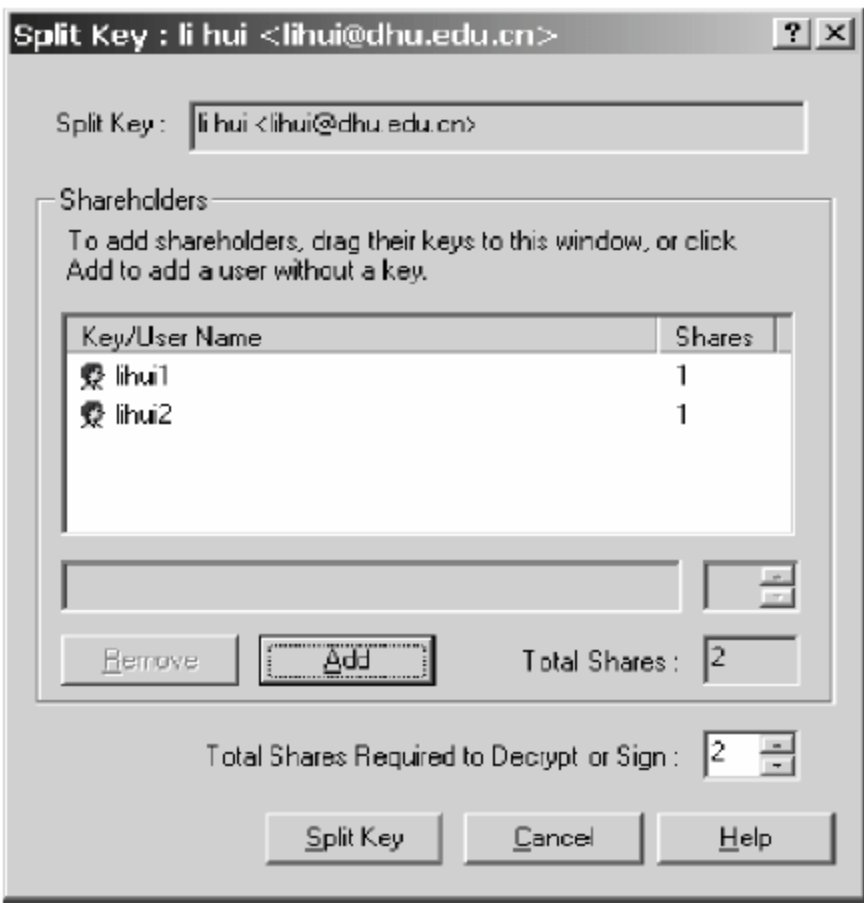 Split Key : li hui <lihui@dhu.edu.cn>
Split Key : li hui <lihui@dhu.edu.cn>
Shareholders
To add shareholders, drag their keys to this window, or click
Add to add a user without a key.
Key/User Name Shares
lihui1 1
lihui2 1
Remove Add Total Shares : 2
Total Shares Required to Decrypt or Sign : 2
Split Key Cancel Help